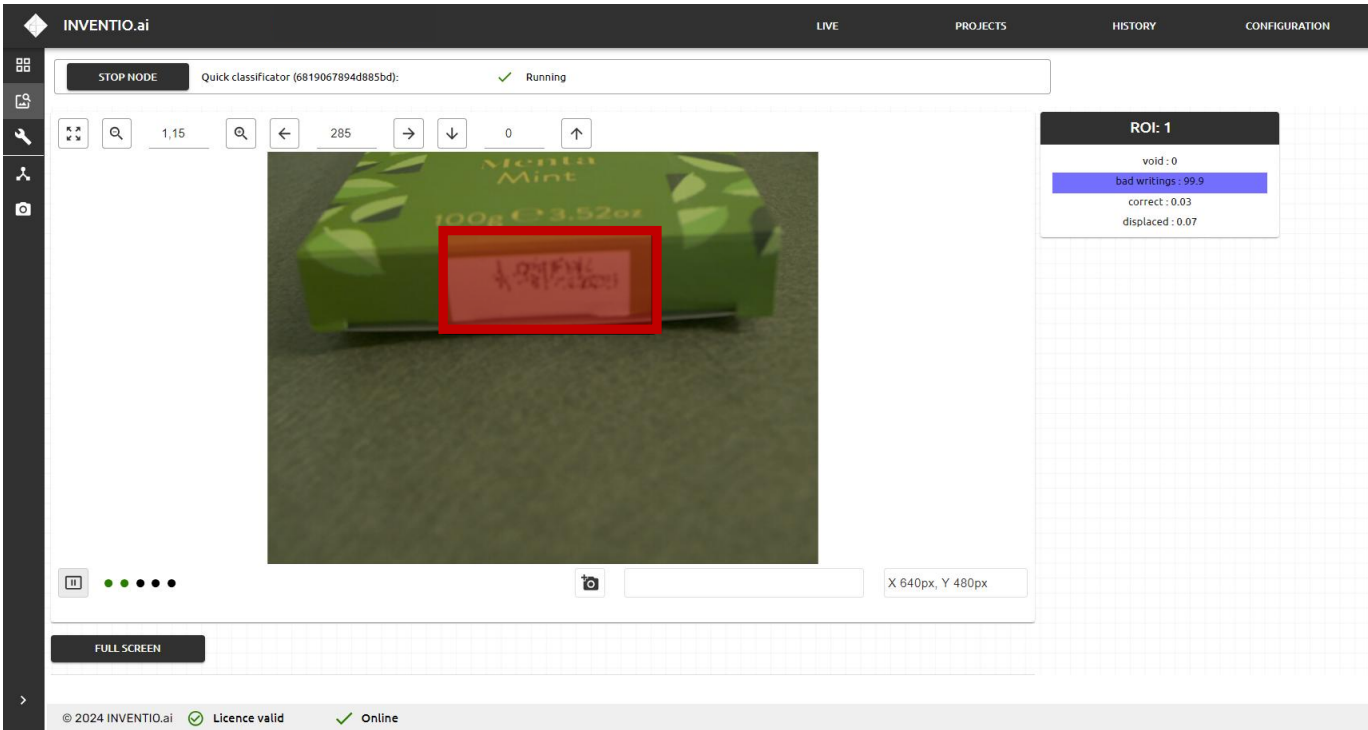 INVENTIO.ai
LIVE
PROJECTS
HISTORY
CONFIGURATION
STOP NODE
Quick classificator (6819067894d885bd):
Running
1,15
285
0
Menta
Mint
100g ℮ 3.52oz
ROI: 1
void : 0
bad writings : 99.9
correct : 0.03
displaced : 0.07
X 640px, Y 480px
FULL SCREEN
© 2024 INVENTIO.ai
Licence valid
Online